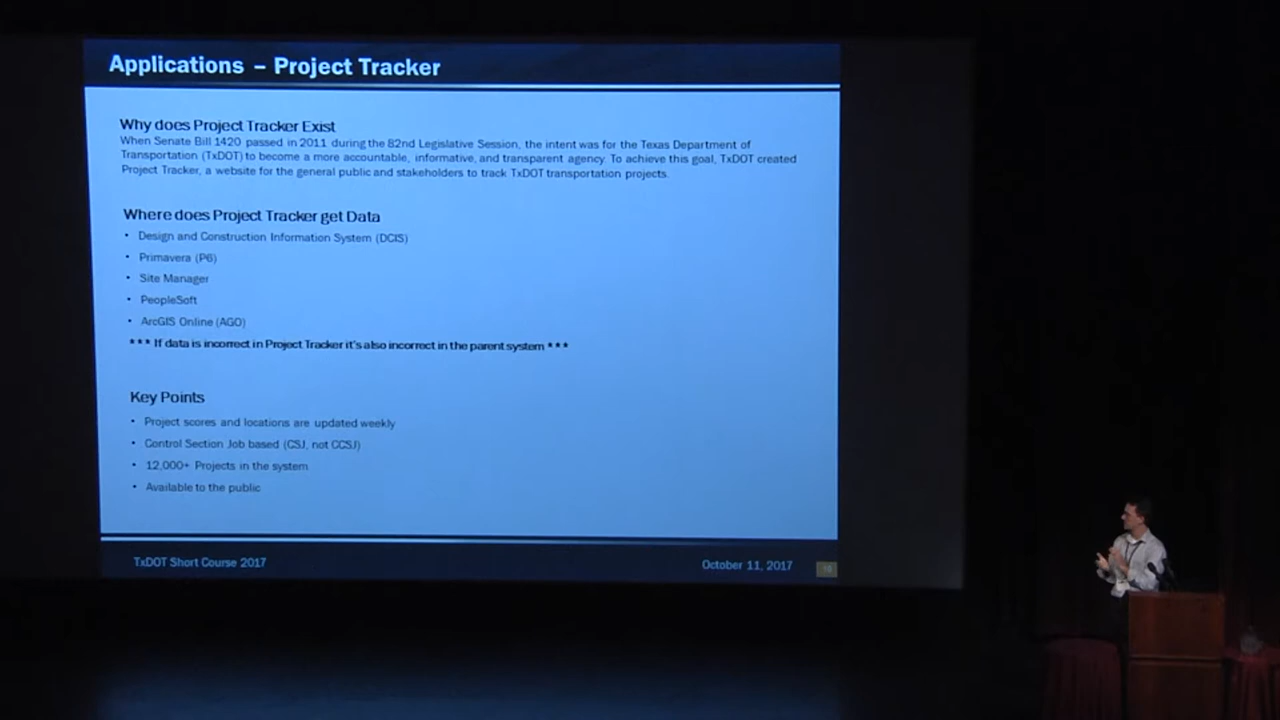 Applications – Project Tracker
Why does Project Tracker Exist
When Senate Bill 1420 passed in 2011 during the 82nd Legislative Session, the intent was for the Texas Department of
Transportation (TxDOT) to become a more accountable, informative, and transparent agency. To achieve this goal, TxDOT created
Project Tracker, a website for the general public and stakeholders to track TxDOT transportation projects.
Where does Project Tracker get Data
• Design and Construction Information System (DCIS)
• Primavera (P6)
• Site Manager
• PeopleSoft
• ArcGIS Online (AGO)
*** If data is incorrect in Project Tracker it's also incorrect in the parent system ***
Key Points
• Project scores and locations are updated weekly
• Control Section Job based (CSJ, not CCSJ)
• 12,000+ Projects in the system
• Available to the public
TxDOT Short Course 2017
October 11, 2017